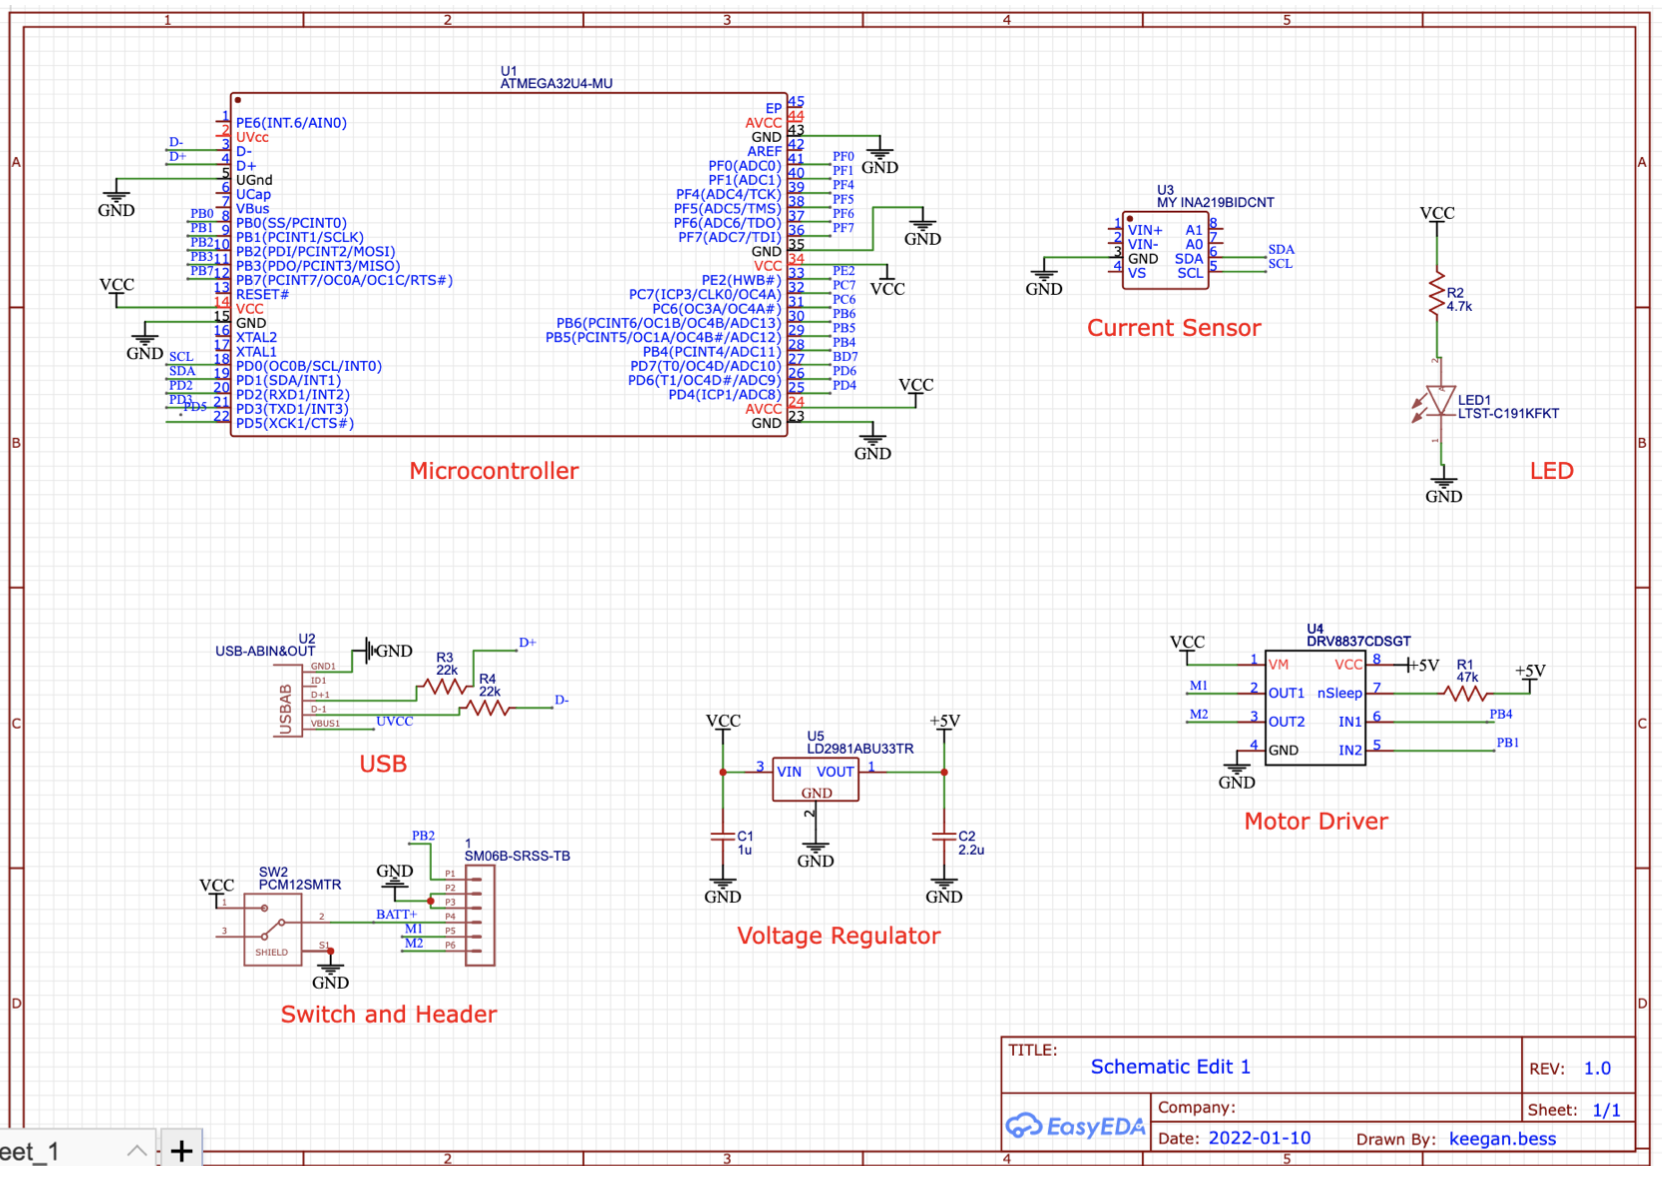 1 2 3 4 5
A A
B B
C C
D D
U1
ATMEGA32U4-MU
1 PE6(INT.6/AIN0)
2 UVcc
D- 3 D-
D+ 4 D+
5 UGnd
GND
6 UCap
7 VBus
PB0 8 PB0(SS/PCINT0)
PB1 9 PB1(PCINT1/SCLK)
PB2 10 PB2(PDI/PCINT2/MOSI)
PB3 11 PB3(PDO/PCINT3/MISO)
PB7 12 PB7(PCINT7/OC0A/OC1C/RTS#)
13 RESET#
VCC 14 VCC
15 GND
GND
16 XTAL2
17 XTAL1
SCL 18 PD0(OC0B/SCL/INT0)
SDA 19 PD1(SDA/INT1)
PD2 20 PD2(RXD1/INT2)
PD3 21 PD3(TXD1/INT3)
PD5 22 PD5(XCK1/CTS#)
EP 45
AVCC 44
GND 43
GND
AREF 42
PF0(ADC0) 41 PF0
PF1(ADC1) 40 PF1
PF4(ADC4/TCK) 39 PF4
PF5(ADC5/TMS) 38 PF5
PF6(ADC6/TDO) 37 PF6
PF7(ADC7/TDI) 36 PF7
GND 35
GND
VCC 34
VCC
PE2(HWB#) 33 PE2
PC7(ICP3/CLK0/OC4A) 32 PC7
PC6(OC3A/OC4A#) 31 PC6
PB6(PCINT6/OC1B/OC4B/ADC13) 30 PB6
PB5(PCINT5/OC1A/OC4B#/ADC12) 29 PB5
PB4(PCINT4/ADC11) 28 PB4
PD7(T0/OC4D/ADC10) 27 BD7
PD6(T1/OC4D#/ADC9) 26 PD6
PD4(ICP1/ADC8) 25 PD4
AVCC 24 VCC
GND 23
GND
Microcontroller
U3
MY INA219BIDCNT
1 VIN+ A1 8
2 VIN- A0 7
3 GND SDA 6 SDA
4 VS SCL 5 SCL
GND
Current Sensor
VCC
R2
4.7k
2
LED1
LTST-C191KFKT
1
GND
LED
U2
USB-ABIN&OUT
USBAB
GND1 GND
ID1
D+1
D-1
VBUS1 UVCC
R3
22k
D+
R4
22k
D-
USB
VCC +5V
U5
LD2981ABU33TR
3 VIN VOUT 1
GND
2
GND
C1
1u
GND
C2
2.2u
GND
Voltage Regulator
U4
DRV8837CDSGT
VCC
1 VM VCC 8 +5V
M1 2 OUT1 nSleep 7
M2 3 OUT2 IN1 6 PB4
4 GND IN2 5 PB1
GND
R1
47k
+5V
Motor Driver
SW2
PCM12SMTR
VCC
1
2
3
SHIELD S1
GND
PB2
GND
BATT+
M1
M2
1
SM06B-SRSS-TB
P1
P2
P3
P4
P5
P6
Switch and Header
TITLE:
Schematic Edit 1
REV: 1.0
EasyEDA
Company:
Sheet: 1/1
Date: 2022-01-10 Drawn By: keegan.bess
eet_1 +
2 3 4 5